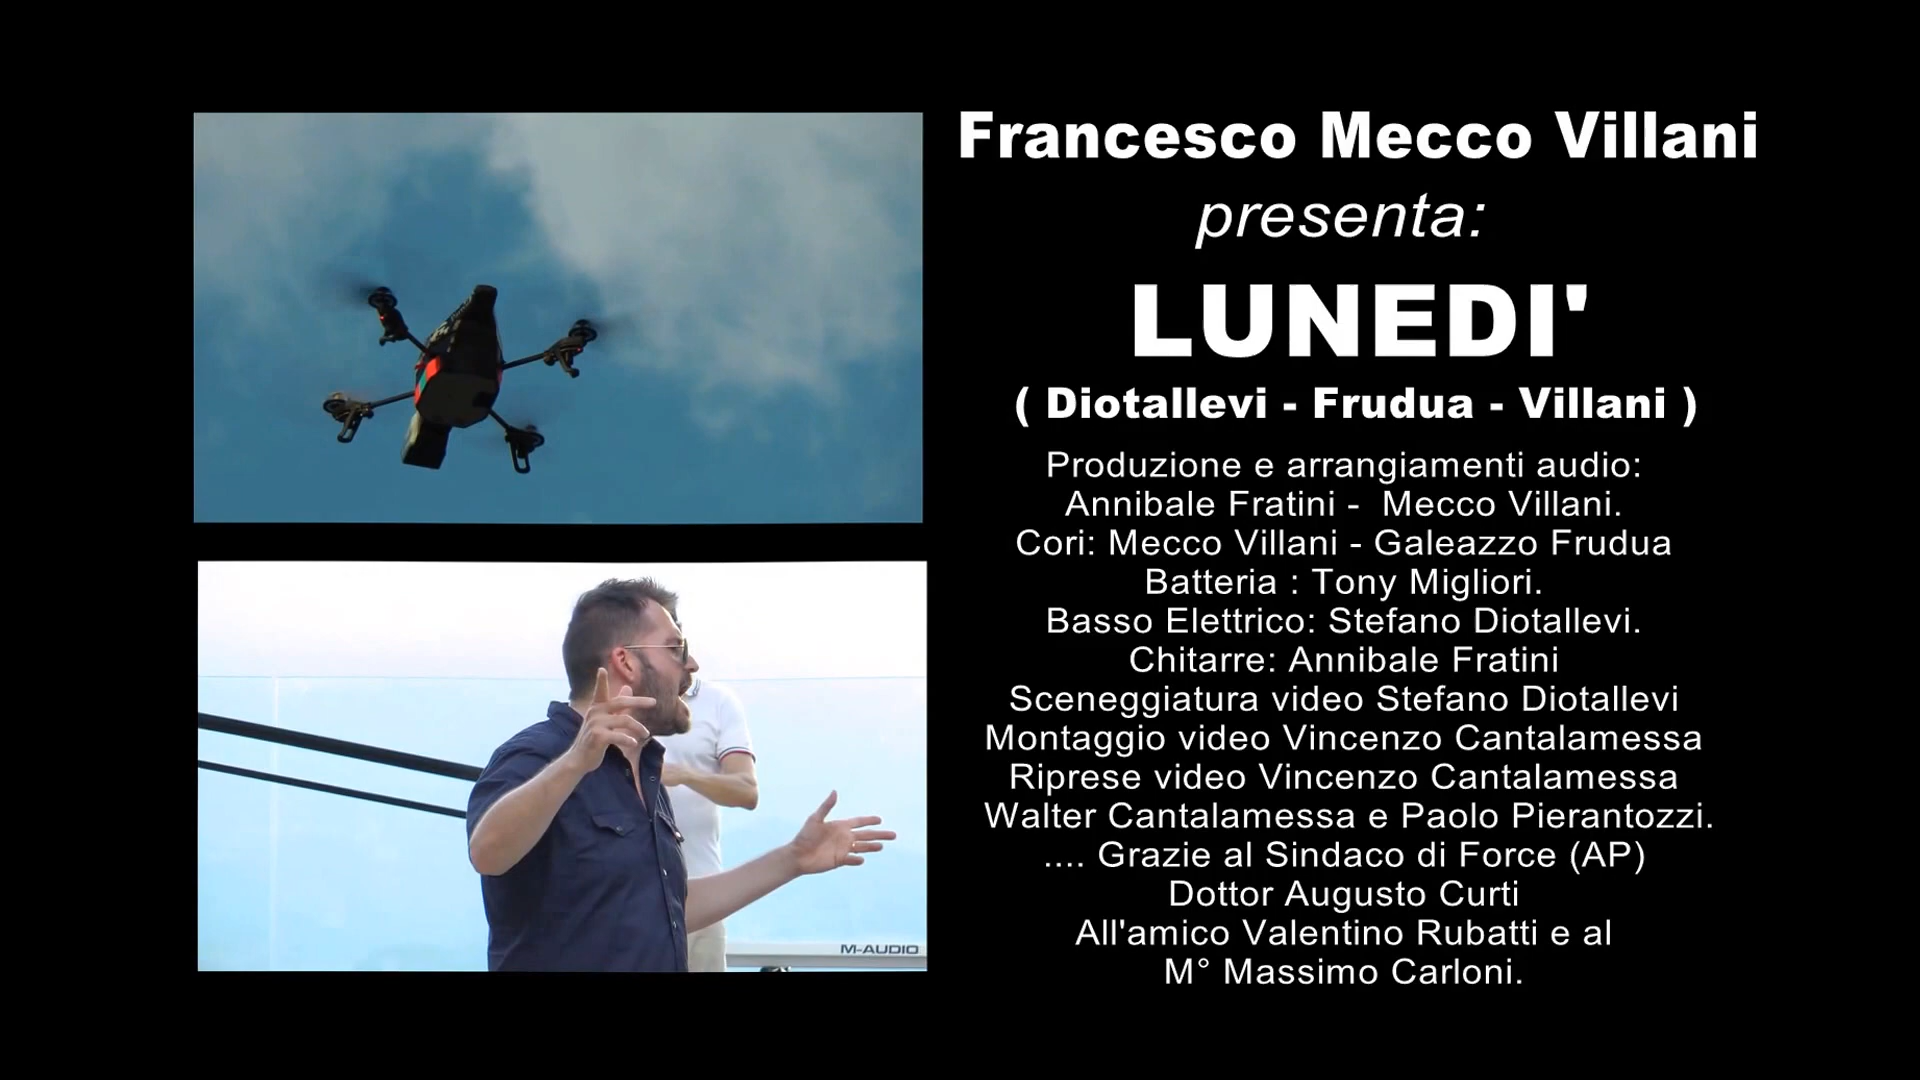 Francesco Mecco Villani
presenta:
LUNEDI'
( Diotallevi - Frudua - Villani )
Produzione e arrangiamenti audio:
Annibale Fratini -  Mecco Villani.
Cori: Mecco Villani - Galeazzo Frudua
Batteria : Tony Migliori.
Basso Elettrico: Stefano Diotallevi.
Chitarre: Annibale Fratini
Sceneggiatura video Stefano Diotallevi
Montaggio video Vincenzo Cantalamessa
Riprese video Vincenzo Cantalamessa
Walter Cantalamessa e Paolo Pierantozzi.
.... Grazie al Sindaco di Force (AP)
Dottor Augusto Curti
All'amico Valentino Rubatti e al
M° Massimo Carloni.
M-AUDIO